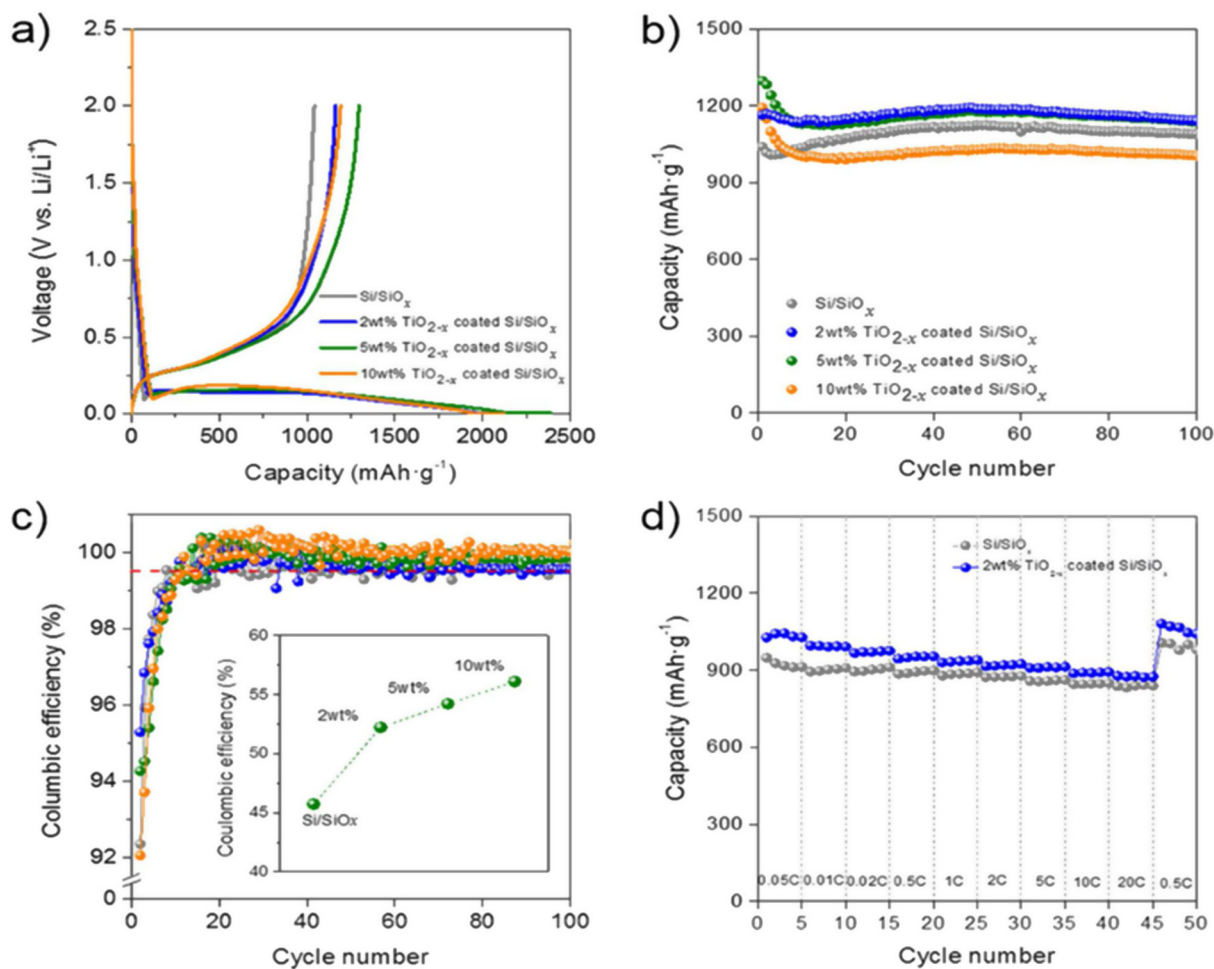 a)
2.5
2.0
1.5
1.0
0.5
0.0
Voltage (V vs. Li/Li⁺)
Si/SiOₓ
2wt% TiO₂₋ₓ coated Si/SiOₓ
5wt% TiO₂₋ₓ coated Si/SiOₓ
10wt% TiO₂₋ₓ coated Si/SiOₓ
0 500 1000 1500 2000 2500
Capacity (mAh·g⁻¹)
b)
1500
1200
900
600
300
0
Capacity (mAh·g⁻¹)
Si/SiOₓ
2wt% TiO₂₋ₓ coated Si/SiOₓ
5wt% TiO₂₋ₓ coated Si/SiOₓ
10wt% TiO₂₋ₓ coated Si/SiOₓ
0 20 40 60 80 100
Cycle number
c)
100
98
96
94
92
0
Columbic efficiency (%)
60
55
50
45
40
Coulombic efficiency (%)
10wt%
5wt%
2wt%
Si/SiOx
0 20 40 60 80 100
Cycle number
d)
1500
1200
900
600
300
0
Capacity (mAh·g⁻¹)
Si/SiOₓ
2wt% TiO₂₋ₓ coated Si/SiOₓ
0.05C 0.01C 0.02C 0.5C 1C 2C 5C 10C 20C 0.5C
0 5 10 15 20 25 30 35 40 45 50
Cycle number